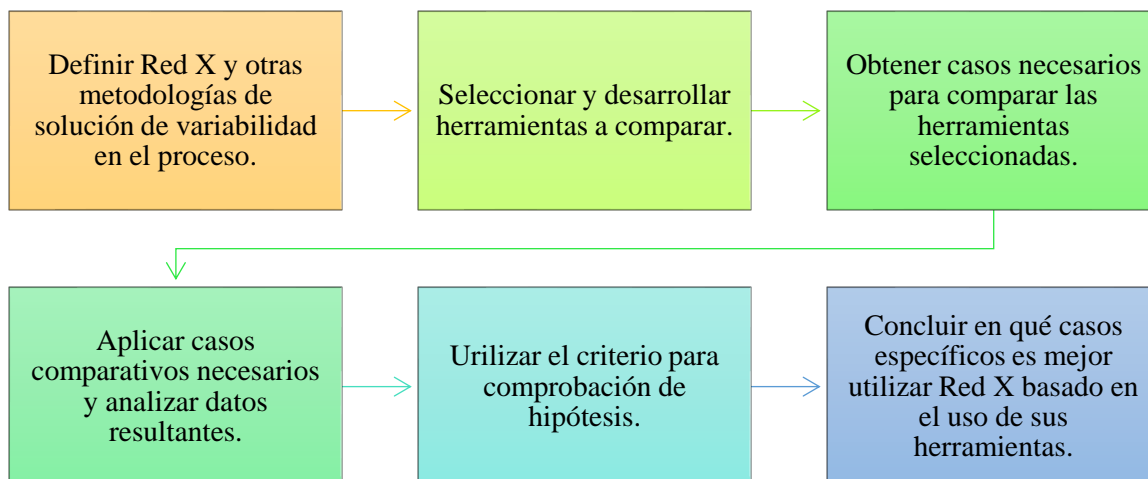 Definir Red X y otras
metodologías de
solución de variabilidad
en el proceso.
Seleccionar y desarrollar
herramientas a comparar.
Obtener casos necesarios
para comparar las
herramientas
seleccionadas.
Aplicar casos
comparativos necesarios
y analizar datos
resultantes.
Urilizar el criterio para
comprobación de
hipótesis.
Concluir en qué casos
específicos es mejor
utilizar Red X basado en
el uso de sus
herramientas.